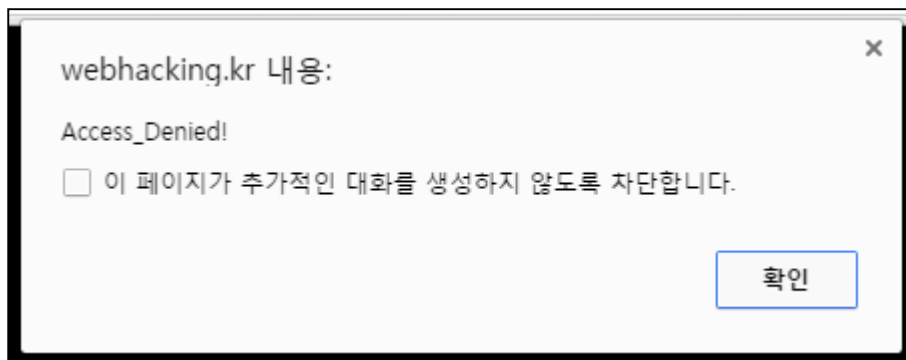 webhacking.kr 내용:
Access_Denied!
이 페이지가 추가적인 대화를 생성하지 않도록 차단합니다.
확인